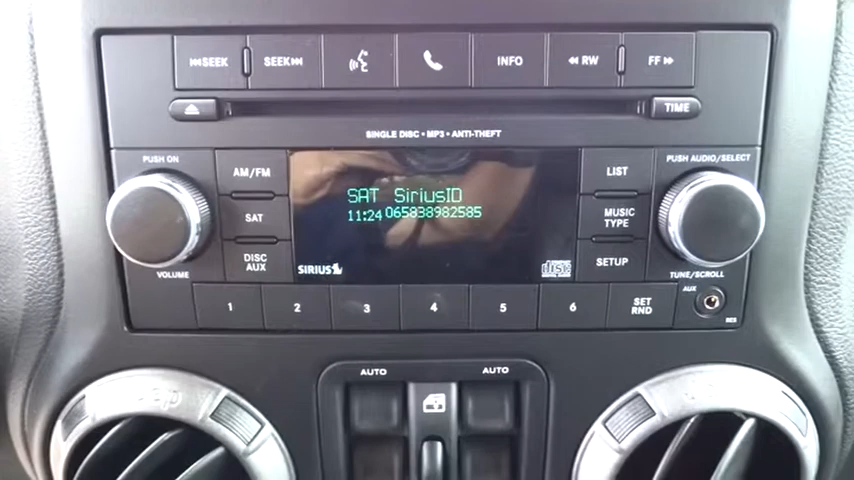 ⏮SEEK SEEK⏭ INFO ◀◀ RW FF ▶▶
TIME
SINGLE DISC • MP3 • ANTI-THEFT
PUSH ON
PUSH AUDIO/SELECT
AM/FM
LIST
SAT SiriusID
11:24 065838982585
SAT
MUSIC
TYPE
DISC
AUX
SETUP
SIRIUS
disc
VOLUME
TUNE/SCROLL
1 2 3 4 5 6
SET
RND
AUX
AUTO AUTO